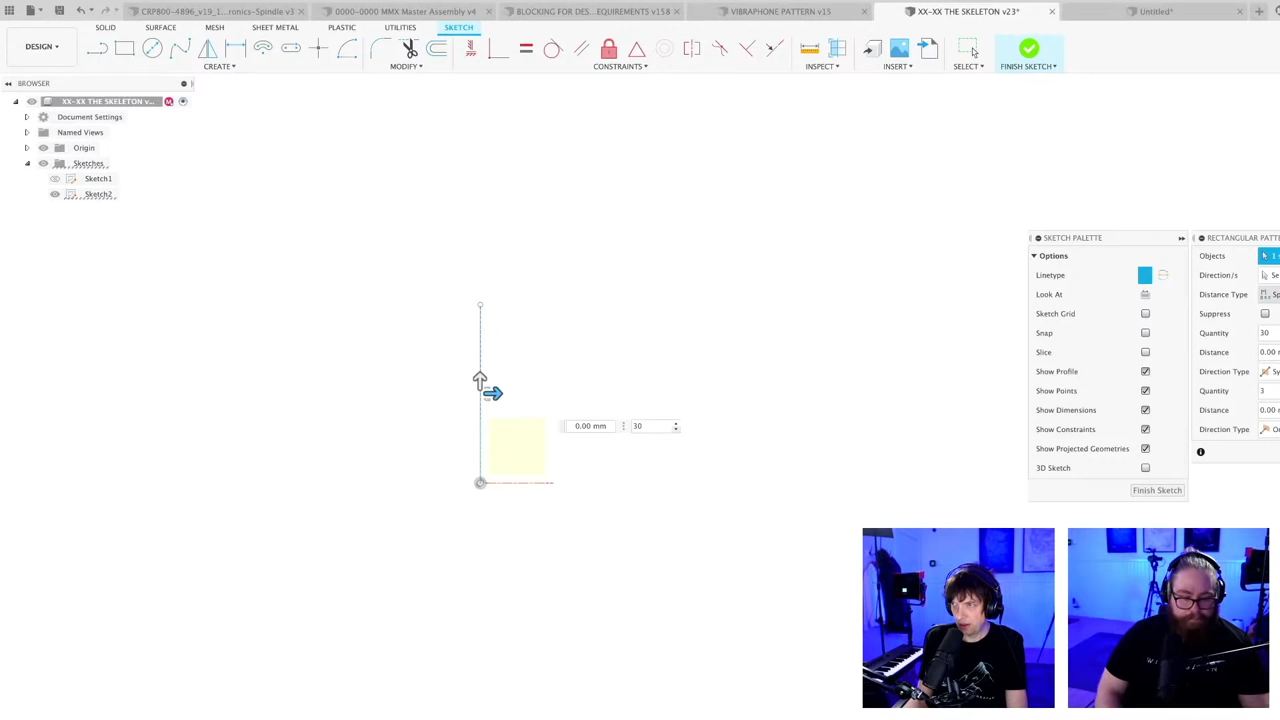 CRP800-4896_v19_1...ronics-Spindle v3
0000-0000 MMX Master Assembly v4
BLOCKING FOR DES...EQUIREMENTS v158
VIBRAPHONE PATTERN v15
XX-XX THE SKELETON v23*
Untitled*
SOLID
SURFACE
MESH
SHEET METAL
PLASTIC
UTILITIES
SKETCH
DESIGN
CREATE
MODIFY
CONSTRAINTS
INSPECT
INSERT
SELECT
FINISH SKETCH
BROWSER
XX-XX THE SKELETON v...
M
Document Settings
Named Views
Origin
Sketches
Sketch1
Sketch2
0.00 mm
30
SKETCH PALETTE
Options
Linetype
Look At
Sketch Grid
Snap
Slice
Show Profile
Show Points
Show Dimensions
Show Constraints
Show Projected Geometries
3D Sketch
Finish Sketch
RECTANGULAR PATT
Objects
1 s
Direction/s
Se
Distance Type
Sp
Suppress
Quantity
30
Distance
0.00 m
Direction Type
Sy
Quantity
3
Distance
0.00 m
Direction Type
On